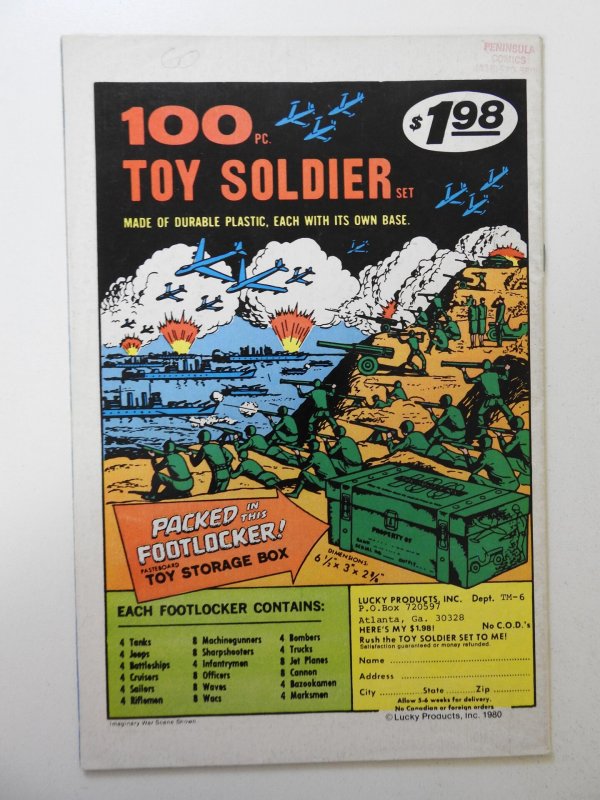 60
PENINSULA
COMICS
100 PC.
$1.98
TOY SOLDIER SET
MADE OF DURABLE PLASTIC, EACH WITH ITS OWN BASE.
PACKED IN THIS
FOOTLOCKER!
PASTEBOARD
TOY STORAGE BOX
PROPERTY OF
DIMENSIONS:
6 1/2" x 3" x 2 3/8"
EACH FOOTLOCKER CONTAINS:
4 Tanks
4 Jeeps
4 Battleships
4 Cruisers
4 Sailors
4 Riflemen
8 Machinegunners
8 Sharpshooters
4 Infantrymen
8 Officers
8 Waves
8 Wacs
4 Bombers
4 Trucks
8 Jet Planes
8 Cannon
4 Bazookamen
4 Marksmen
LUCKY PRODUCTS, INC. Dept. TM-6
P.O.Box 720597
Atlanta, Ga. 30328
HERE'S MY $1.98! No C.O.D.'s
Rush the TOY SOLDIER SET TO ME!
Satisfaction guaranteed or money refunded.
Name
Address
City State Zip
Allow 5-6 weeks for delivery.
No Canadian or foreign orders
Imaginary War Scene Shown
©Lucky Products, Inc. 1980